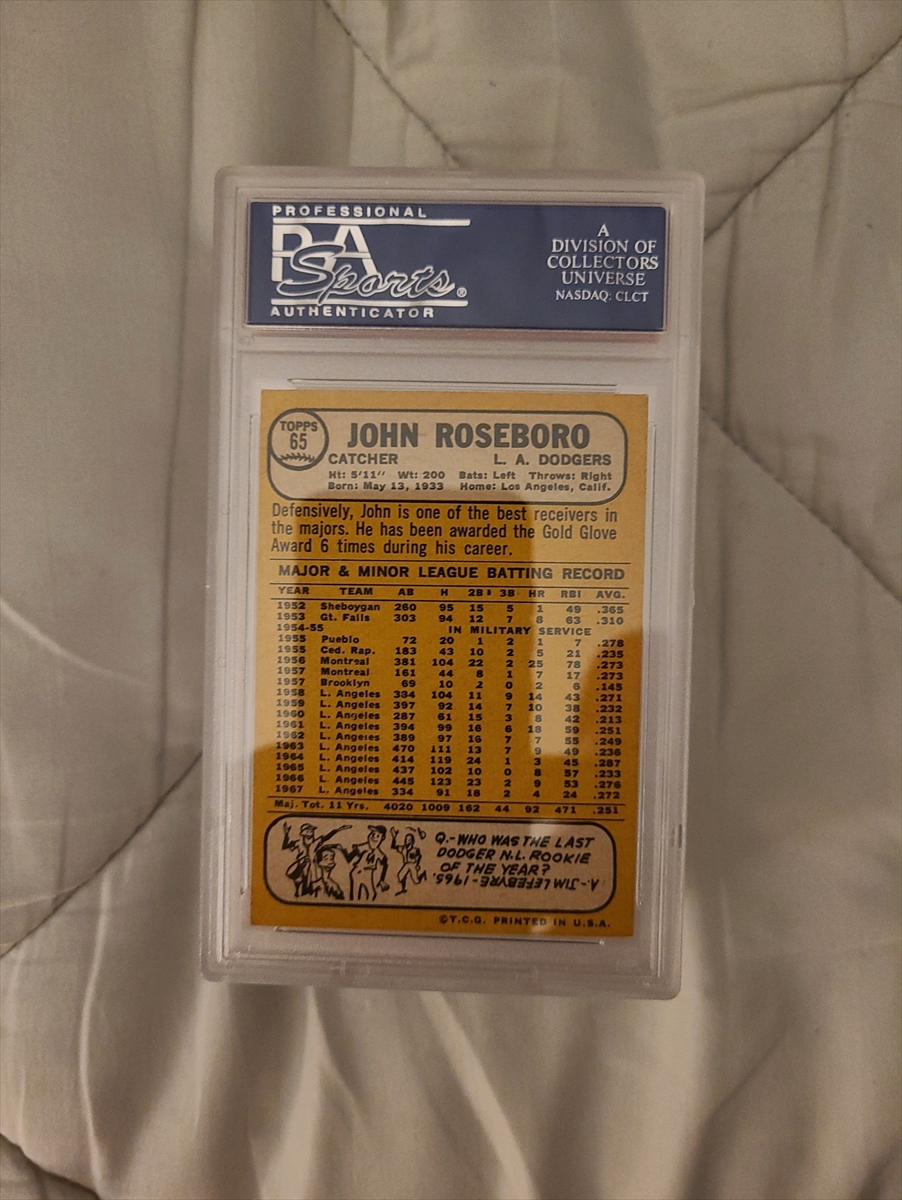 PROFESSIONAL
PSA
Sports®
AUTHENTICATOR
A
DIVISION OF
COLLECTORS
UNIVERSE
NASDAQ: CLCT
TOPPS
65
JOHN ROSEBORO
CATCHER L. A. DODGERS
Ht: 5'11" Wt: 200 Bats: Left Throws: Right
Born: May 13, 1933 Home: Los Angeles, Calif.
Defensively, John is one of the best receivers in
the majors. He has been awarded the Gold Glove
Award 6 times during his career.
MAJOR & MINOR LEAGUE BATTING RECORD
YEAR TEAM AB H 2B 3B HR RBI AVG.
1952 Sheboygan 260 95 15 5 1 49 .365
1953 Gt. Falls 303 94 12 7 8 63 .310
1954-55 IN MILITARY SERVICE
1955 Pueblo 72 20 1 2 1 7 .278
1955 Ced. Rap. 183 43 10 2 5 21 .235
1956 Montreal 381 104 22 2 25 78 .273
1957 Montreal 161 44 8 1 7 17 .273
1957 Brooklyn 69 10 2 0 2 6 .145
1958 L. Angeles 334 104 11 9 14 43 .271
1959 L. Angeles 397 92 14 7 10 38 .232
1960 L. Angeles 287 61 15 3 8 42 .213
1961 L. Angeles 394 99 16 6 18 59 .251
1962 L. Angeles 389 97 16 7 7 55 .249
1963 L. Angeles 470 111 13 7 9 49 .236
1964 L. Angeles 414 119 24 1 3 45 .287
1965 L. Angeles 437 102 10 0 8 57 .233
1966 L. Angeles 445 123 23 2 9 53 .276
1967 L. Angeles 334 91 18 2 4 24 .272
Maj. Tot. 11 Yrs. 4020 1009 162 44 92 471 .251
Q.-WHO WAS THE LAST
DODGER N.L. ROOKIE
OF THE YEAR?
A.-JIM LEFEBVRE-1965.
©T.C.G. PRINTED IN U.S.A.